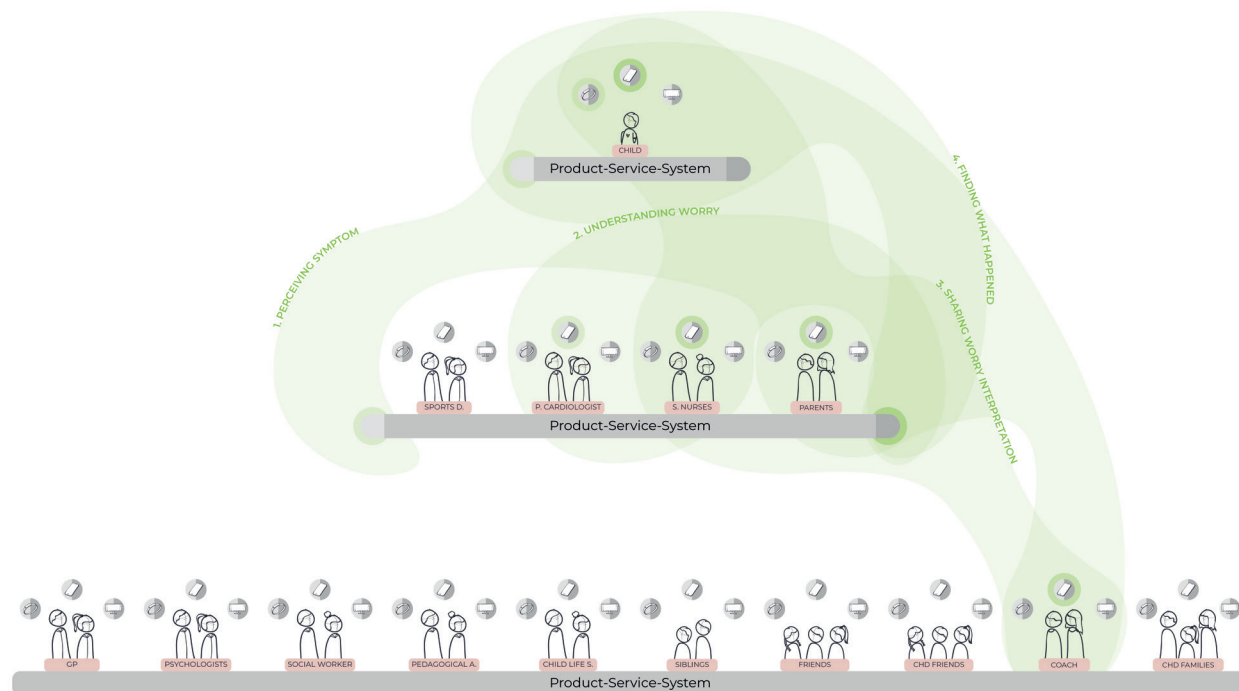 CHILD
Product-Service-System
1. PERCEIVING SYMPTOM
2. UNDERSTANDING WORRY
4. FINDING WHAT HAPPENED
3. SHARING WORRY INTERPRETATION
SPORTS D.
P. CARDIOLOGIST
S. NURSES
PARENTS
Product-Service-System
GP
PSYCHOLOGISTS
SOCIAL WORKER
PEDAGOGICAL A.
CHILD LIFE S.
SIBLINGS
FRIENDS
CHD FRIENDS
COACH
CHD FAMILIES
Product-Service-System